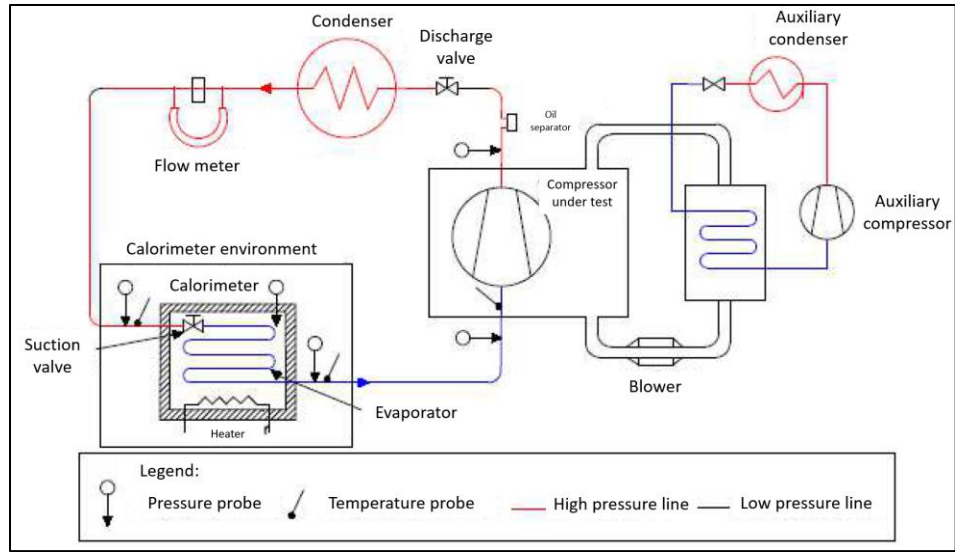 Condenser
Discharge
valve
Auxiliary
condenser
Oil
separator
Flow meter
Compressor
under test
Auxiliary
compressor
Calorimeter environment
Calorimeter
Suction
valve
Evaporator
Heater
Blower
Legend:
Pressure probe
Temperature probe
High pressure line
Low pressure line